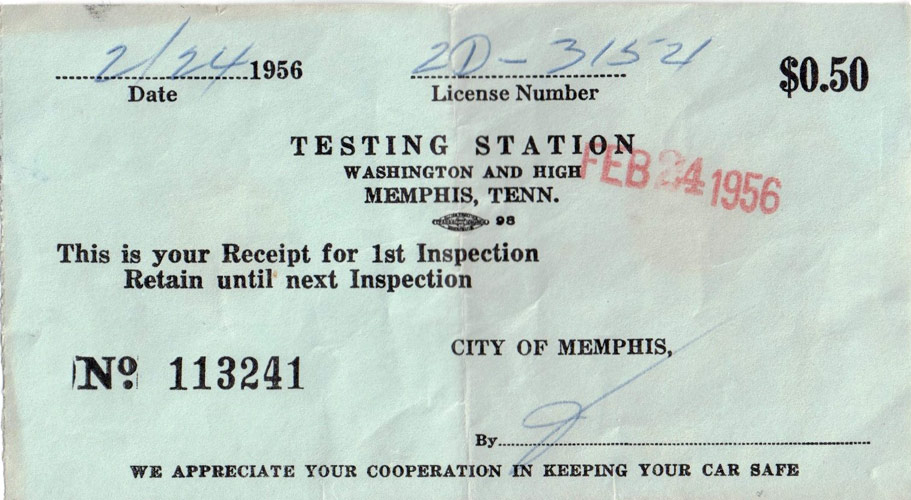 2/24 1956 2D-3152 $0.50
Date License Number
TESTING STATION
WASHINGTON AND HIGH
MEMPHIS, TENN.
FEB 24 1956
98
This is your Receipt for 1st Inspection
Retain until next Inspection
CITY OF MEMPHIS,
No. 113241
By
WE APPRECIATE YOUR COOPERATION IN KEEPING YOUR CAR SAFE